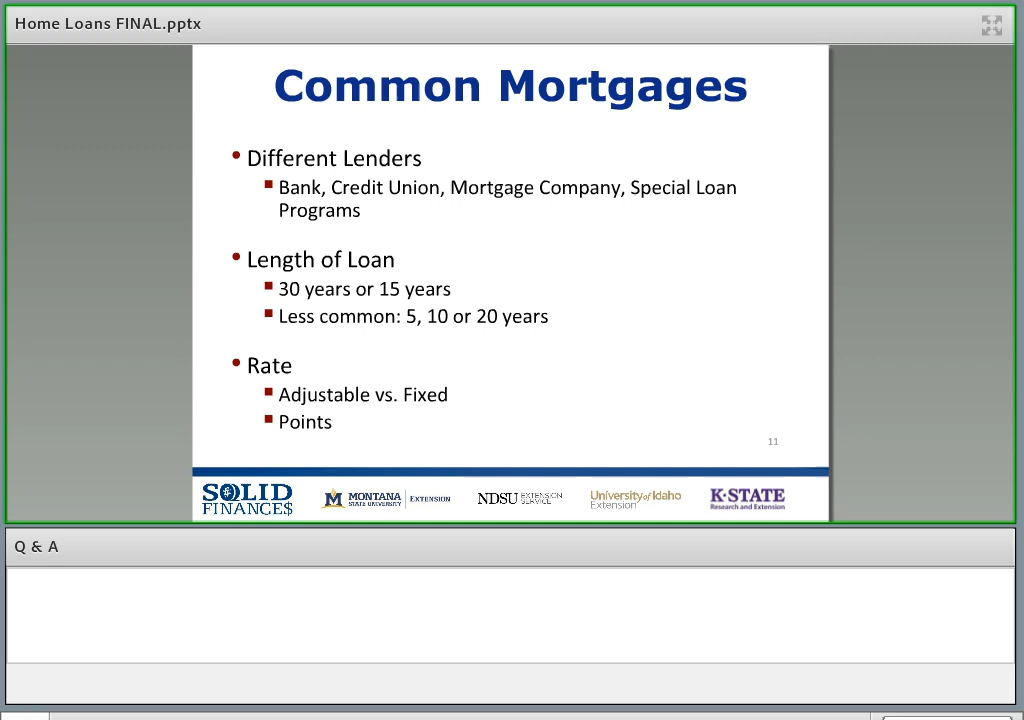 Home Loans FINAL.pptx
Common Mortgages
• Different Lenders
▪ Bank, Credit Union, Mortgage Company, Special Loan
Programs
• Length of Loan
▪ 30 years or 15 years
▪ Less common: 5, 10 or 20 years
• Rate
▪ Adjustable vs. Fixed
▪ Points
11
SOLID
FINANCE$
M MONTANA
STATE UNIVERSITY
EXTENSION
NDSU EXTENSION
SERVICE
University of Idaho
Extension
K-STATE
Research and Extension
Q & A